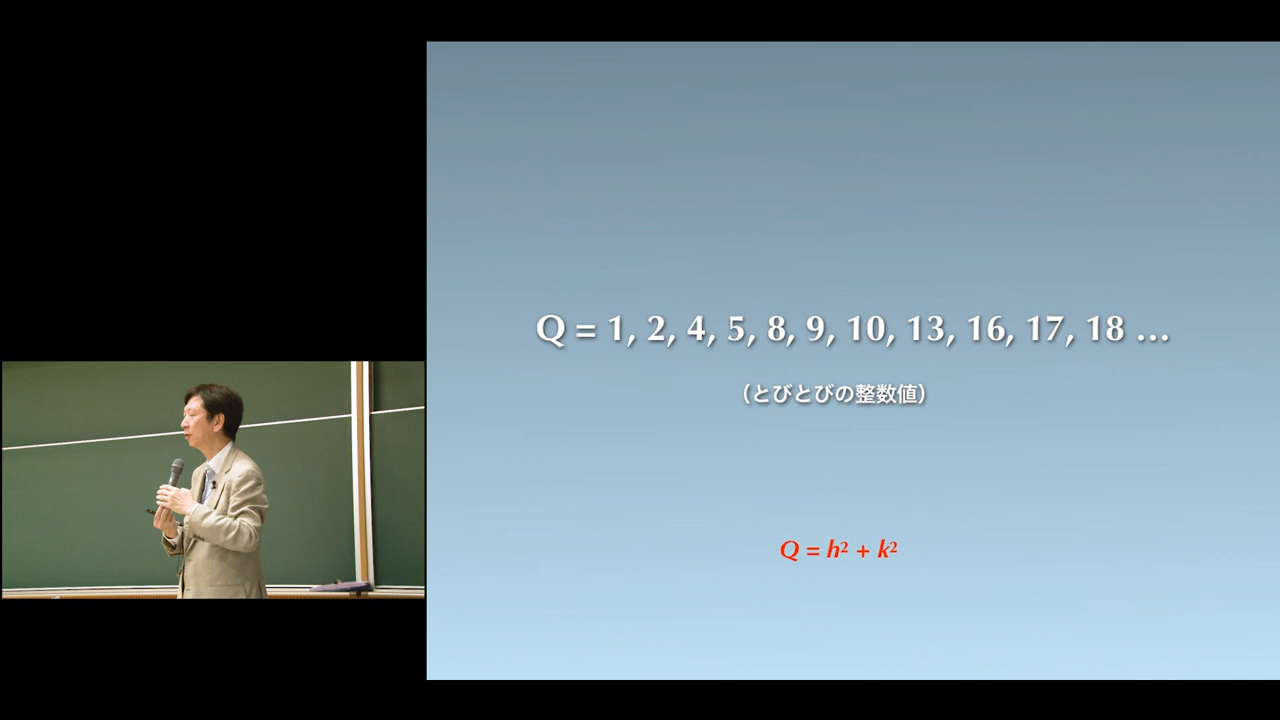 Q = 1, 2, 4, 5, 8, 9, 10, 13, 16, 17, 18 …
（とびとびの整数値）
Q = h² + k²